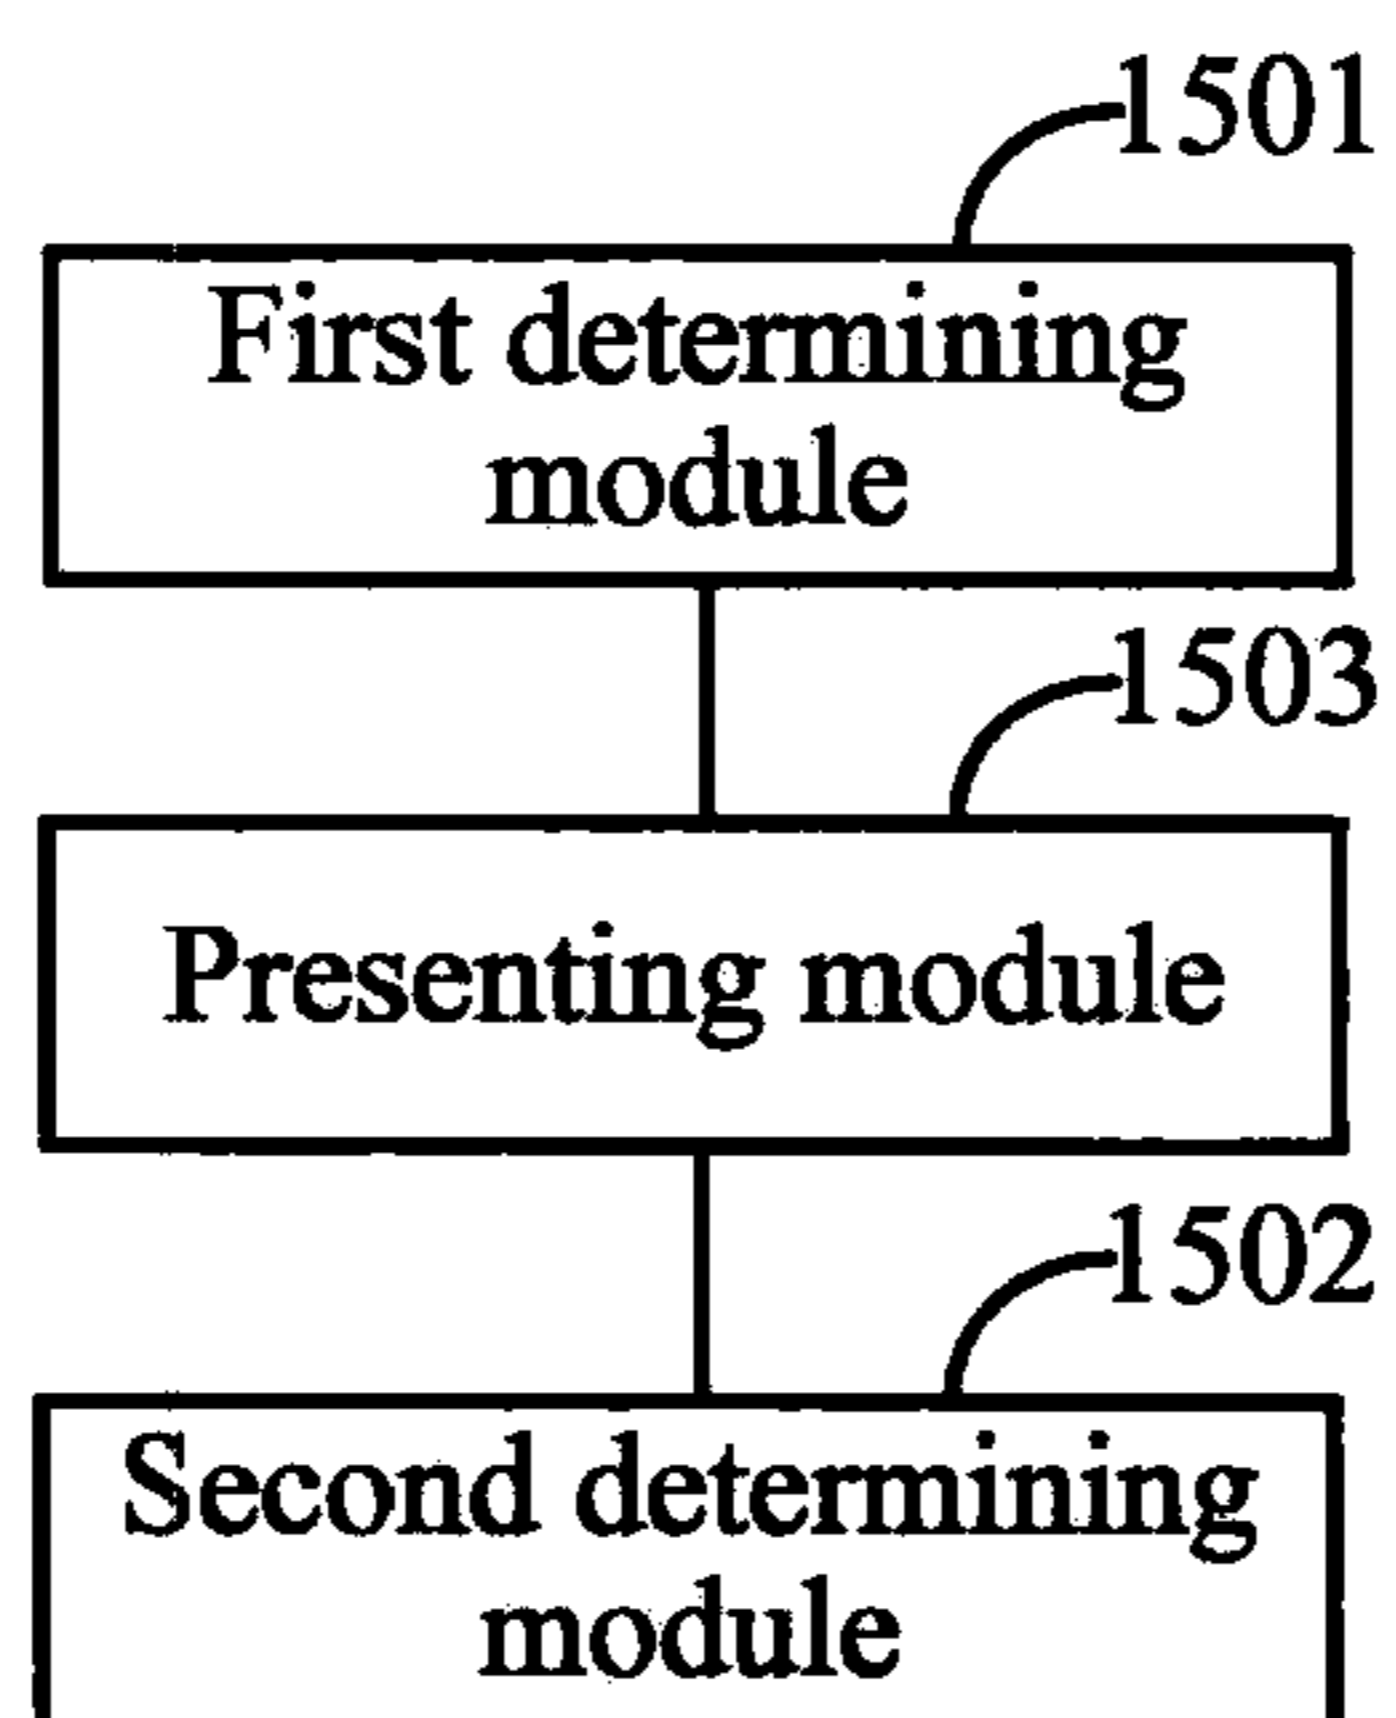 1501
First determining
module
1503
Presenting module
1502
Second determining
module